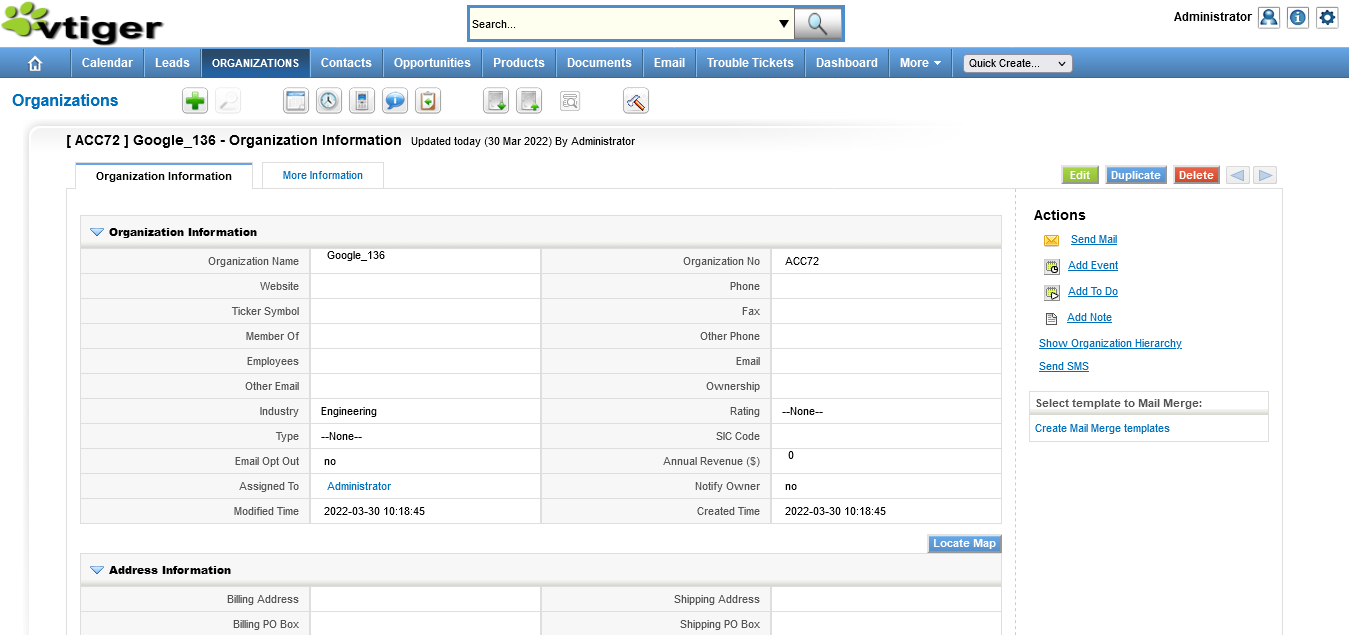 vtiger
Search...
Administrator
Calendar Leads ORGANIZATIONS Contacts Opportunities Products Documents Email Trouble Tickets Dashboard More Quick Create...
Organizations
[ ACC72 ] Google_136 - Organization Information Updated today (30 Mar 2022) By Administrator
Organization Information More Information Edit Duplicate Delete
Organization Information
Organization Name Google_136 Organization No ACC72
Website Phone
Ticker Symbol Fax
Member Of Other Phone
Employees Email
Other Email Ownership
Industry Engineering Rating --None--
Type --None-- SIC Code
Email Opt Out no Annual Revenue ($) 0
Assigned To Administrator Notify Owner no
Modified Time 2022-03-30 10:18:45 Created Time 2022-03-30 10:18:45
Locate Map
Address Information
Billing Address Shipping Address
Billing PO Box Shipping PO Box
Actions
Send Mail
Add Event
Add To Do
Add Note
Show Organization Hierarchy
Send SMS
Select template to Mail Merge:
Create Mail Merge templates